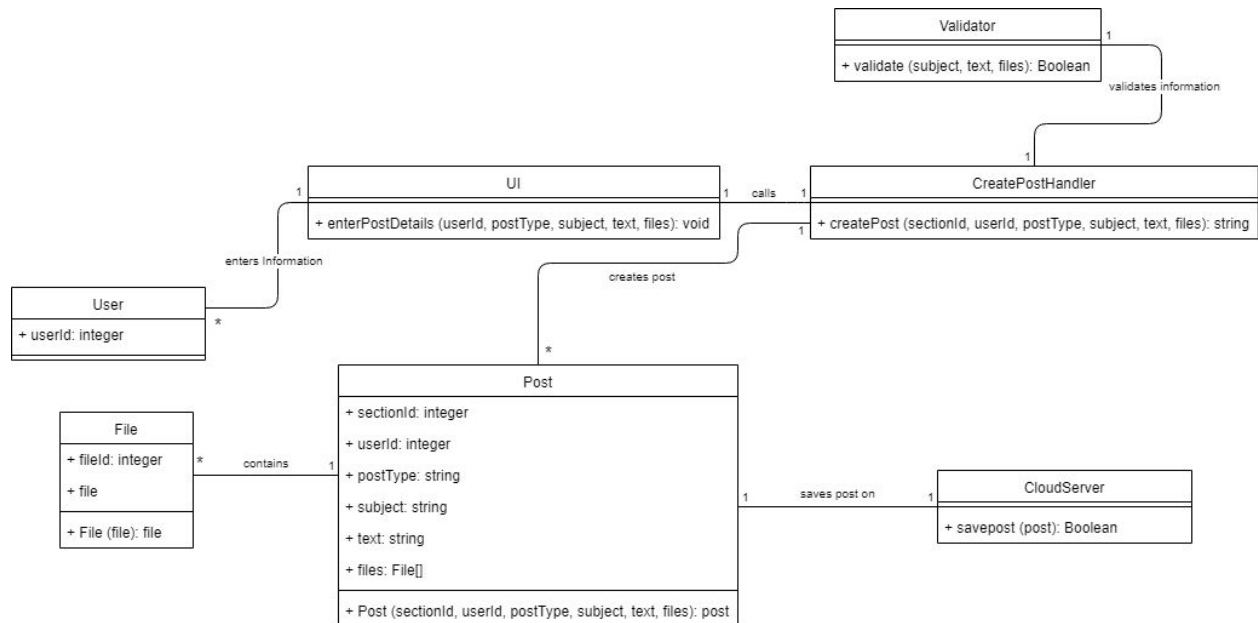 Validator
1
+ validate (subject, text, files): Boolean
validates information
1
UI
CreatePostHandler
1
1
calls
1
+ enterPostDetails (userId, postType, subject, text, files): void
+ createPost (sectionId, userId, postType, subject, text, files): string
1
enters Information
creates post
User
*
+ userId: integer
*
Post
File
+ sectionId: integer
+ fileId: integer
+ userId: integer
*
contains
1
+ file
+ postType: string
CloudServer
1
saves post on
1
+ subject: string
+ File (file): file
+ savepost (post): Boolean
+ text: string
+ files: File[]
+ Post (sectionId, userId, postType, subject, text, files): post